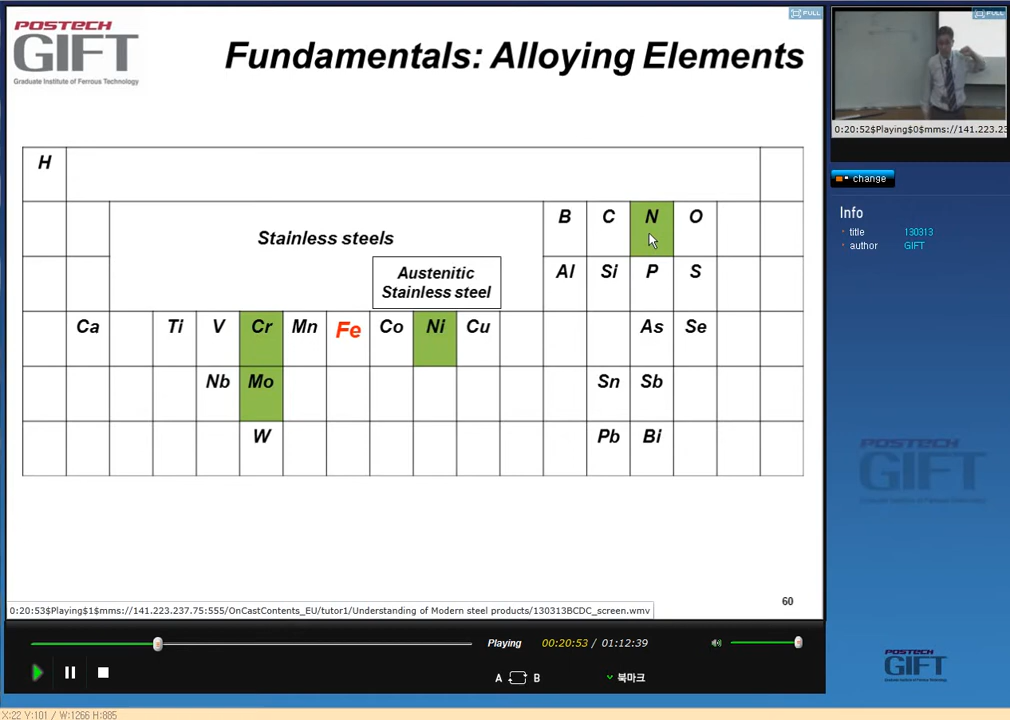 POSTECH
GIFT
Graduate Institute of Ferrous Technology
Fundamentals: Alloying Elements
H
B C N O
Stainless steels
Austenitic
Stainless steel
Al Si P S
Ca Ti V Cr Mn Fe Co Ni Cu As Se
Nb Mo Sn Sb
W Pb Bi
60
0:20:53$Playing$1$mms://141.223.237.75:555/OnCastContents_EU/tutor1/Understanding of Modern steel products/130313BCDC_screen.wmv
Playing 00:20:53 / 01:12:39
A B 북마크
POSTECH
GIFT
FULL
FULL
0:20:52$Playing$0$mms://141.223.23
change
Info
title 130313
author GIFT
POSTECH
GIFT
X:22 Y:101 / W:1266 H:885